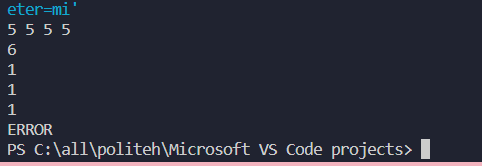 eter=mi'
5 5 5 5
6
1
1
1
ERROR
PS C:\all\politeh\Microsoft VS Code projects>